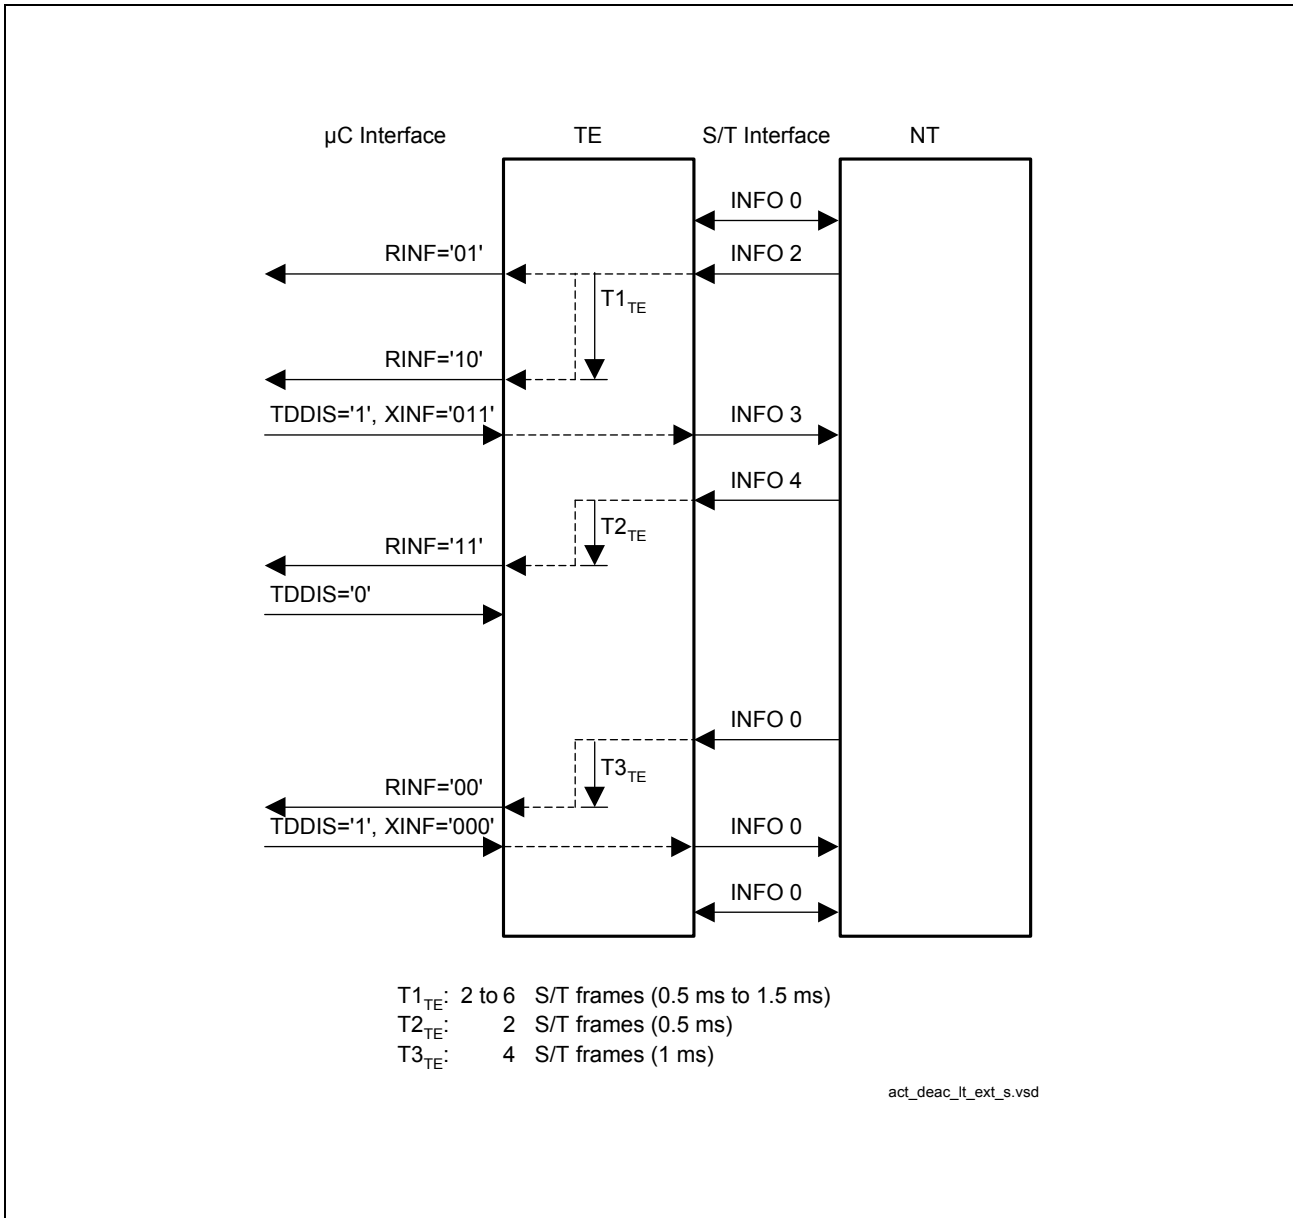 µC Interface TE S/T Interface NT
INFO 0
RINF='01' INFO 2
T1TE
RINF='10'
TDDIS='1', XINF='011' INFO 3
INFO 4
T2TE
RINF='11'
TDDIS='0'
INFO 0
T3TE
RINF='00'
TDDIS='1', XINF='000' INFO 0
INFO 0
T1TE: 2 to 6 S/T frames (0.5 ms to 1.5 ms)
T2TE: 2 S/T frames (0.5 ms)
T3TE: 4 S/T frames (1 ms)
act_deac_lt_ext_s.vsd